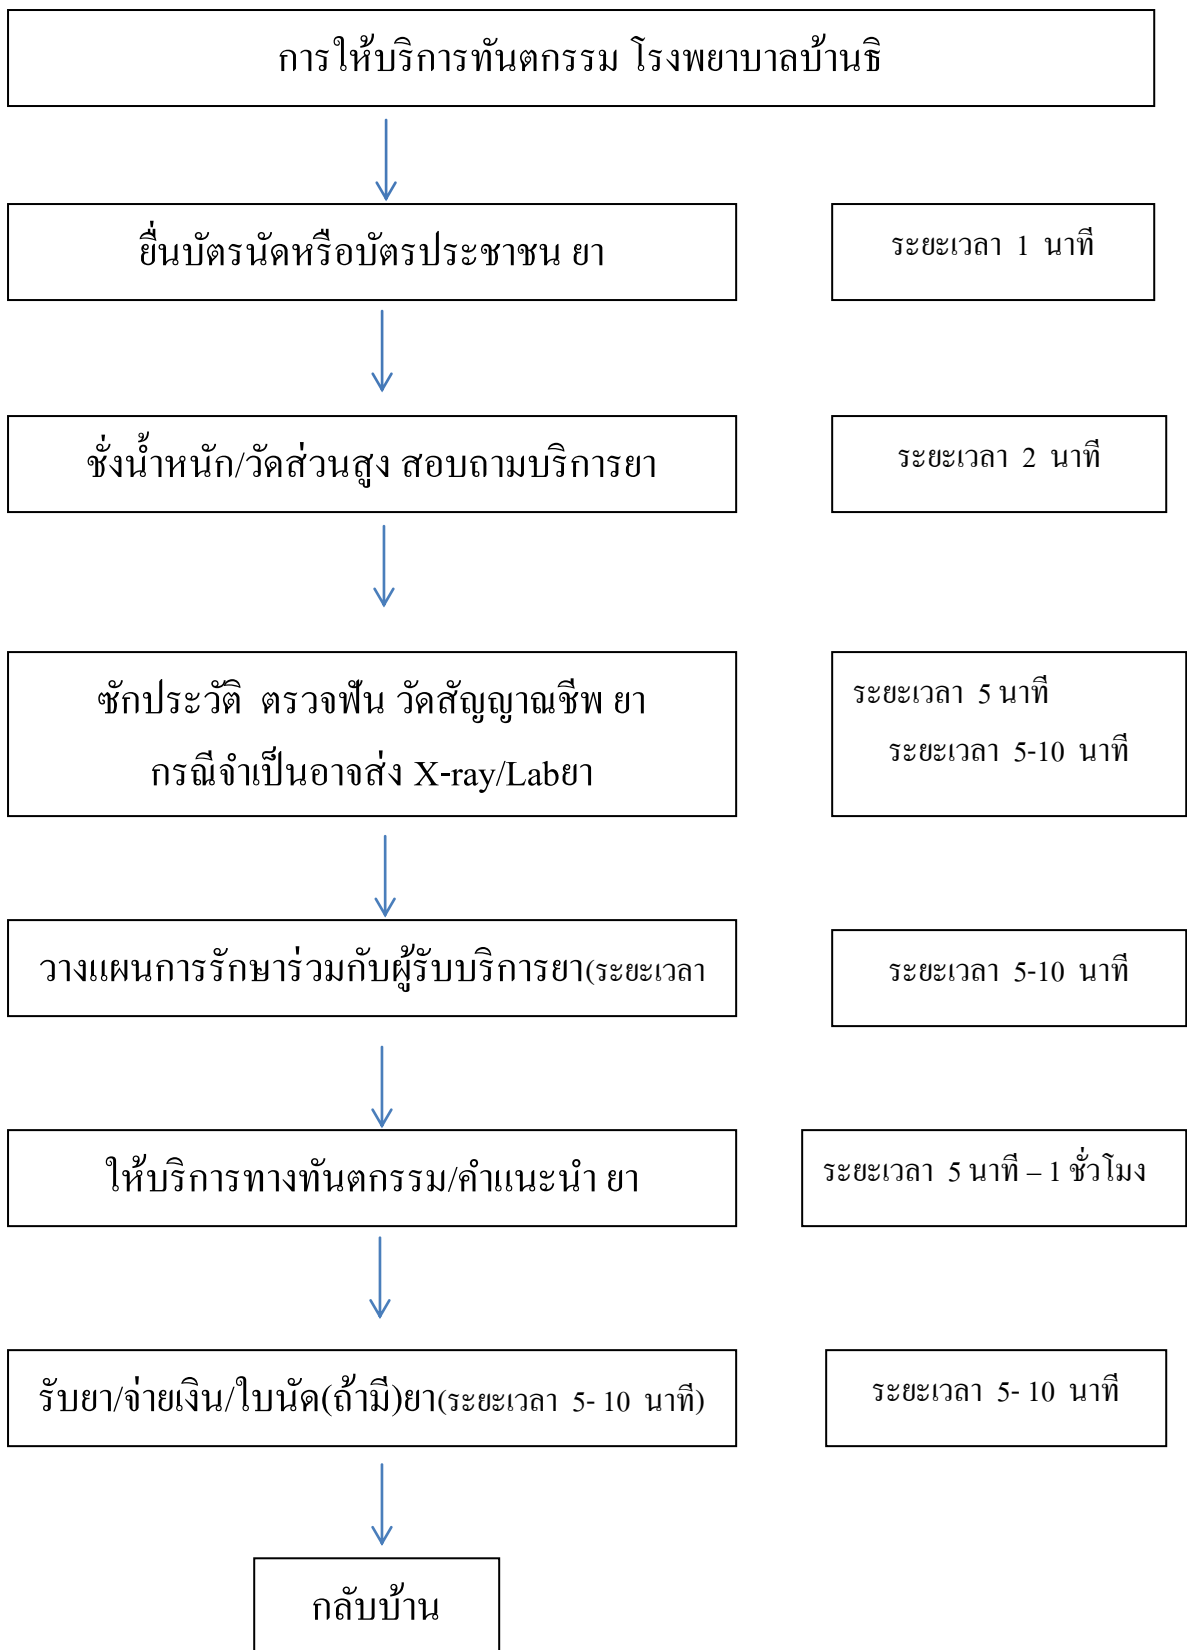 การให้บริการทันตกรรม โรงพยาบาลบ้านธิ
ยื่นบัตรนัดหรือบัตรประชาชน ยา
ระยะเวลา 1 นาที
ชั่งน้ำหนัก/วัดส่วนสูง สอบถามบริการยา
ระยะเวลา 2 นาที
ซักประวัติ ตรวจฟัน วัดสัญญาณชีพ ยา
กรณีจำเป็นอาจส่ง X-ray/Labยา
ระยะเวลา 5 นาที
ระยะเวลา 5-10 นาที
วางแผนการรักษาร่วมกับผู้รับบริการยา(ระยะเวลา
ระยะเวลา 5-10 นาที
ให้บริการทางทันตกรรม/คำแนะนำ ยา
ระยะเวลา 5 นาที – 1 ชั่วโมง
รับยา/จ่ายเงิน/ใบนัด(ถ้ามี)ยา(ระยะเวลา 5- 10 นาที)
ระยะเวลา 5- 10 นาที
กลับบ้าน